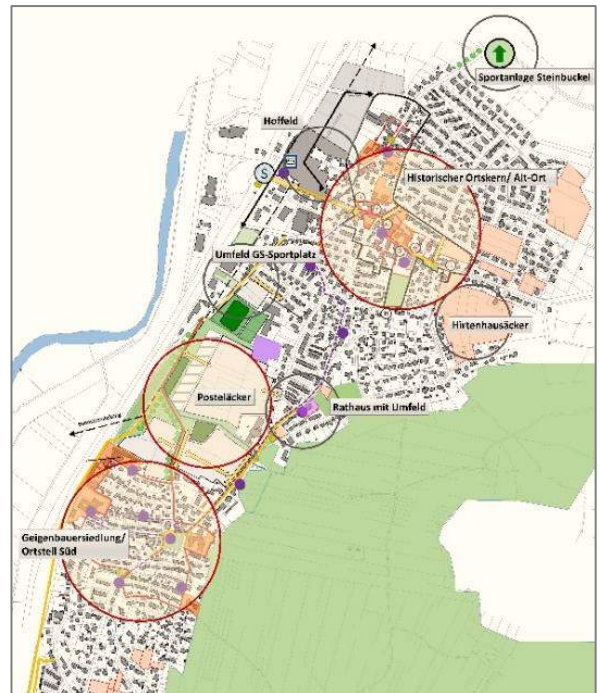 Sportanlage Steinbuckel
Hoffeld
S
Historischer Ortskern/ Alt-Ort
Umfeld GS-Sportplatz
Hirtenhausäcker
Posteläcker
Rathaus mit Umfeld
Geigenbauersiedlung/
Ortsteil Süd